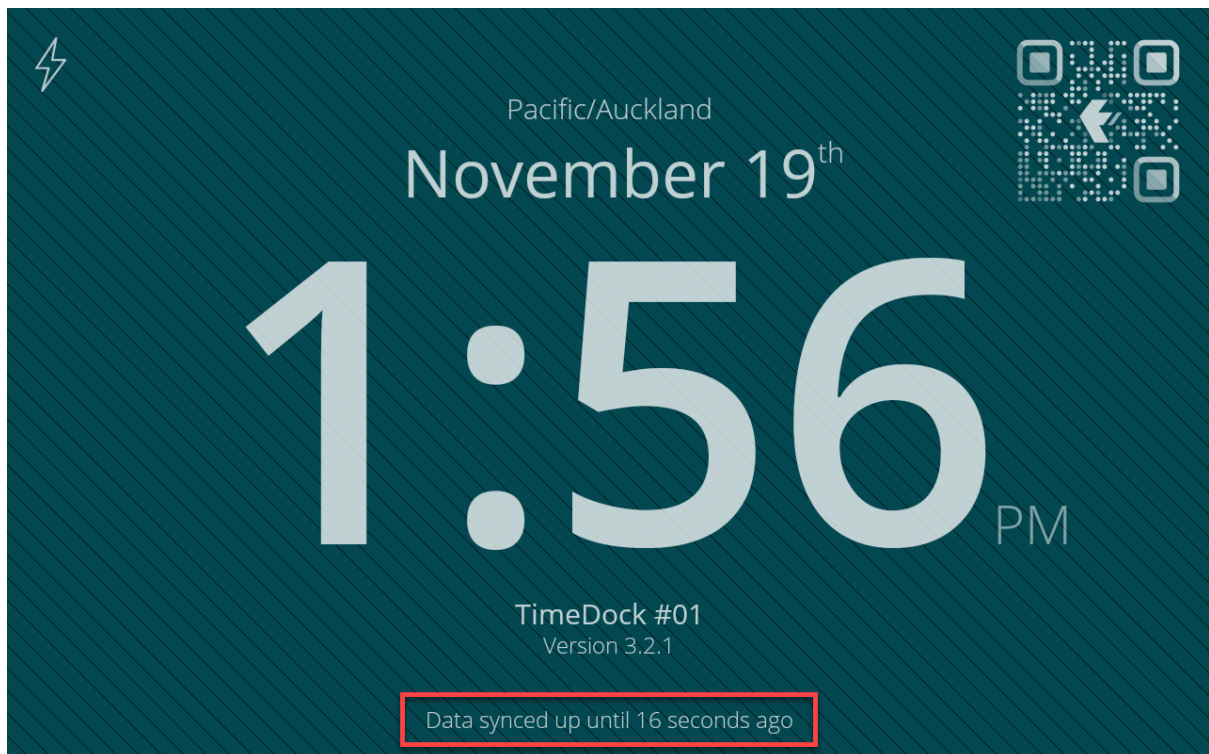 Pacific/Auckland
November 19th
1:56 PM
TimeDock #01
Version 3.2.1
Data synced up until 16 seconds ago